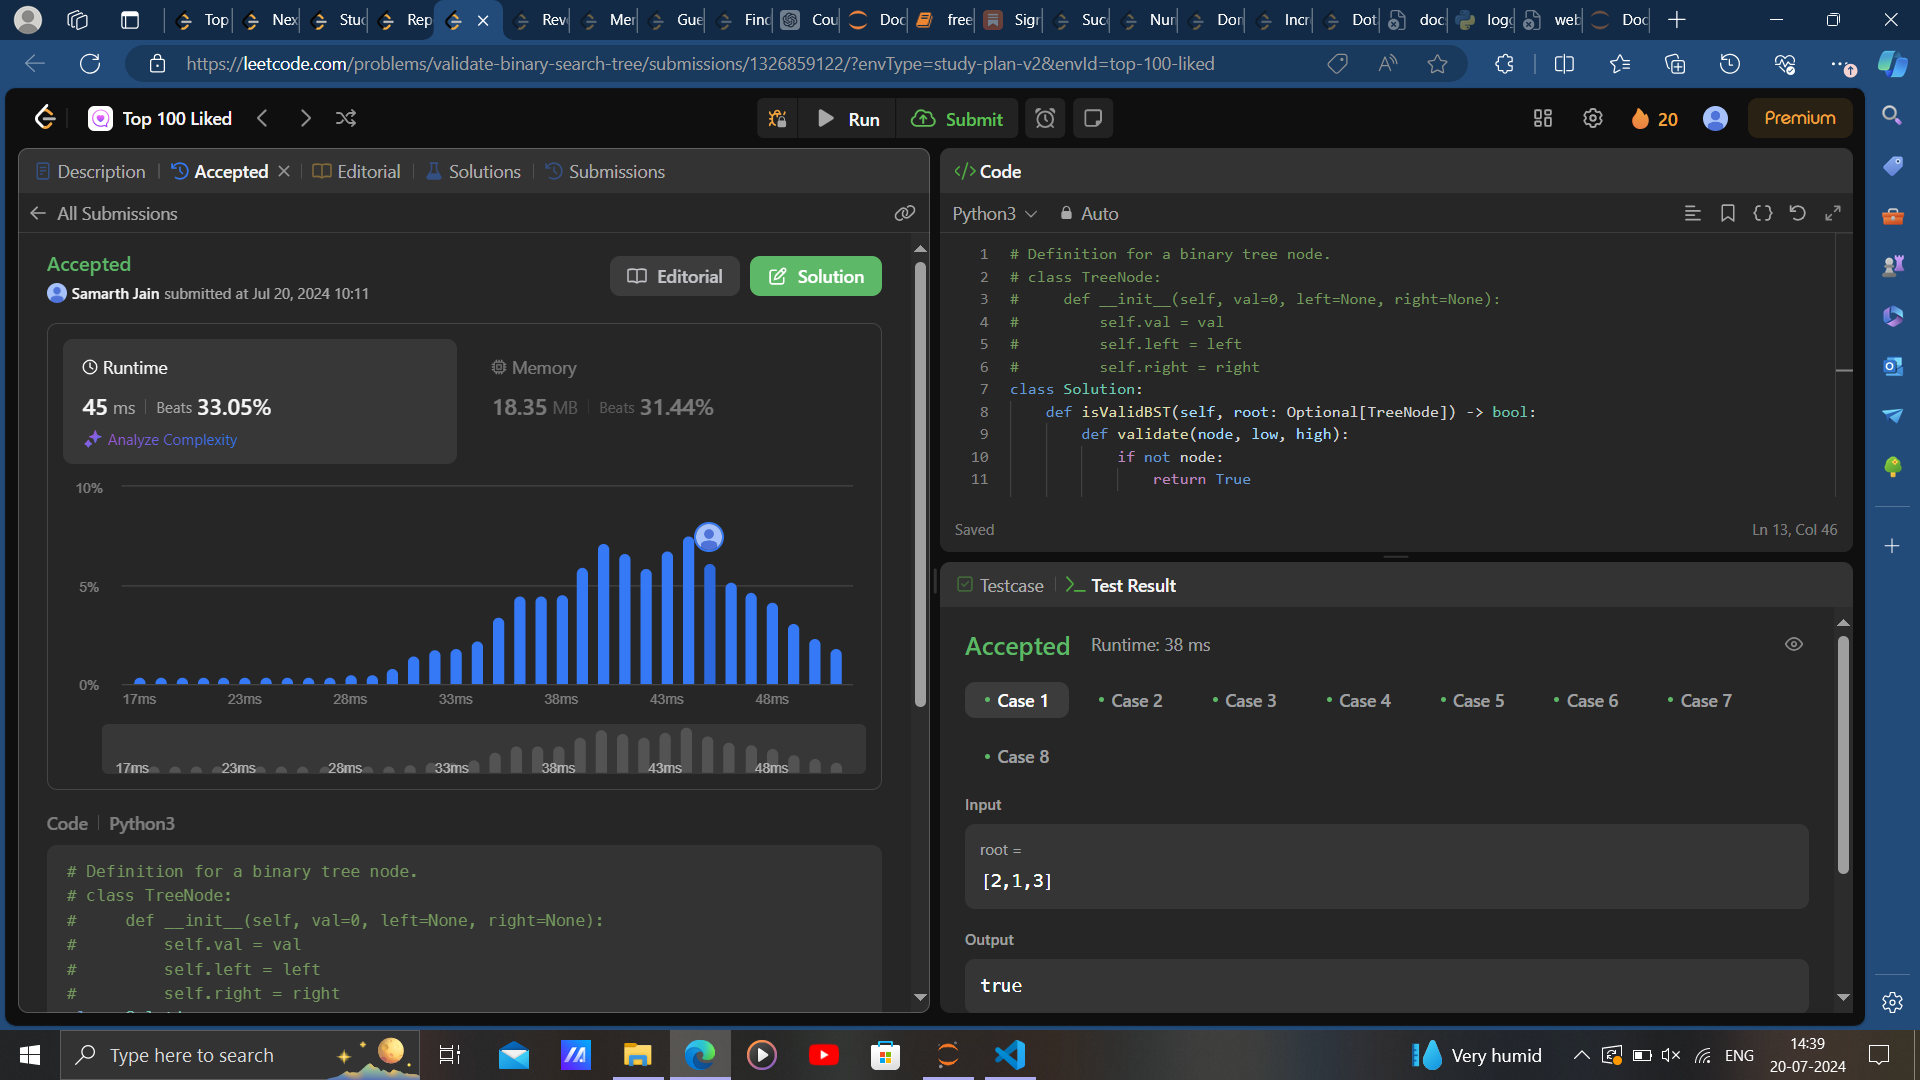 Top
Nex
Stu
Rep
Rev
Mer
Gue
Find
Cou
Doc
free
Sign
Suc
Nun
Don
Incr
Dot
doc
logg
web
Doc
https://leetcode.com/problems/validate-binary-search-tree/submissions/1326859122/?envType=study-plan-v2&envId=top-100-liked
Top 100 Liked
Run
Submit
20
Premium
Description
Accepted
Editorial
Solutions
Submissions
All Submissions
Accepted
Samarth Jain submitted at Jul 20, 2024 10:11
Editorial
Solution
Runtime
45 ms
Beats 33.05%
Analyze Complexity
Memory
18.35 MB
Beats 31.44%
10%
5%
0%
17ms 23ms 28ms 33ms 38ms 43ms 48ms
17ms 23ms 28ms 33ms 38ms 43ms 48ms
Code Python3
# Definition for a binary tree node.
# class TreeNode:
#     def __init__(self, val=0, left=None, right=None):
#         self.val = val
#         self.left = left
#         self.right = right
</> Code
Python3
Auto
1 # Definition for a binary tree node.
2 # class TreeNode:
3 #     def __init__(self, val=0, left=None, right=None):
4 #         self.val = val
5 #         self.left = left
6 #         self.right = right
7 class Solution:
8     def isValidBST(self, root: Optional[TreeNode]) -> bool:
9         def validate(node, low, high):
10             if not node:
11                 return True
Saved
Ln 13, Col 46
Testcase
Test Result
Accepted
Runtime: 38 ms
Case 1
Case 2
Case 3
Case 4
Case 5
Case 6
Case 7
Case 8
Input
root =
[2,1,3]
Output
true
Type here to search
Very humid
ENG
14:39
20-07-2024